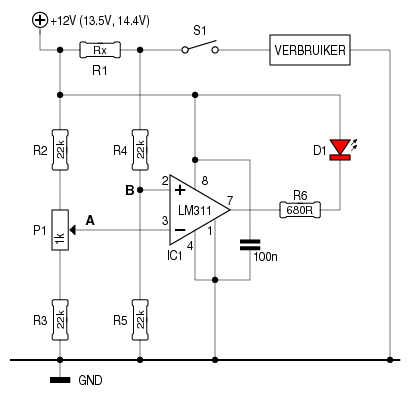 +12V (13.5V, 14.4V)
S1
Rx
VERBRUIKER
R1
R2
22k
R4
22k
D1
B
2
8
+
A
LM311
7
R6
680R
P1
1k
3
−
1
4
IC1
100n
R3
22k
R5
22k
GND